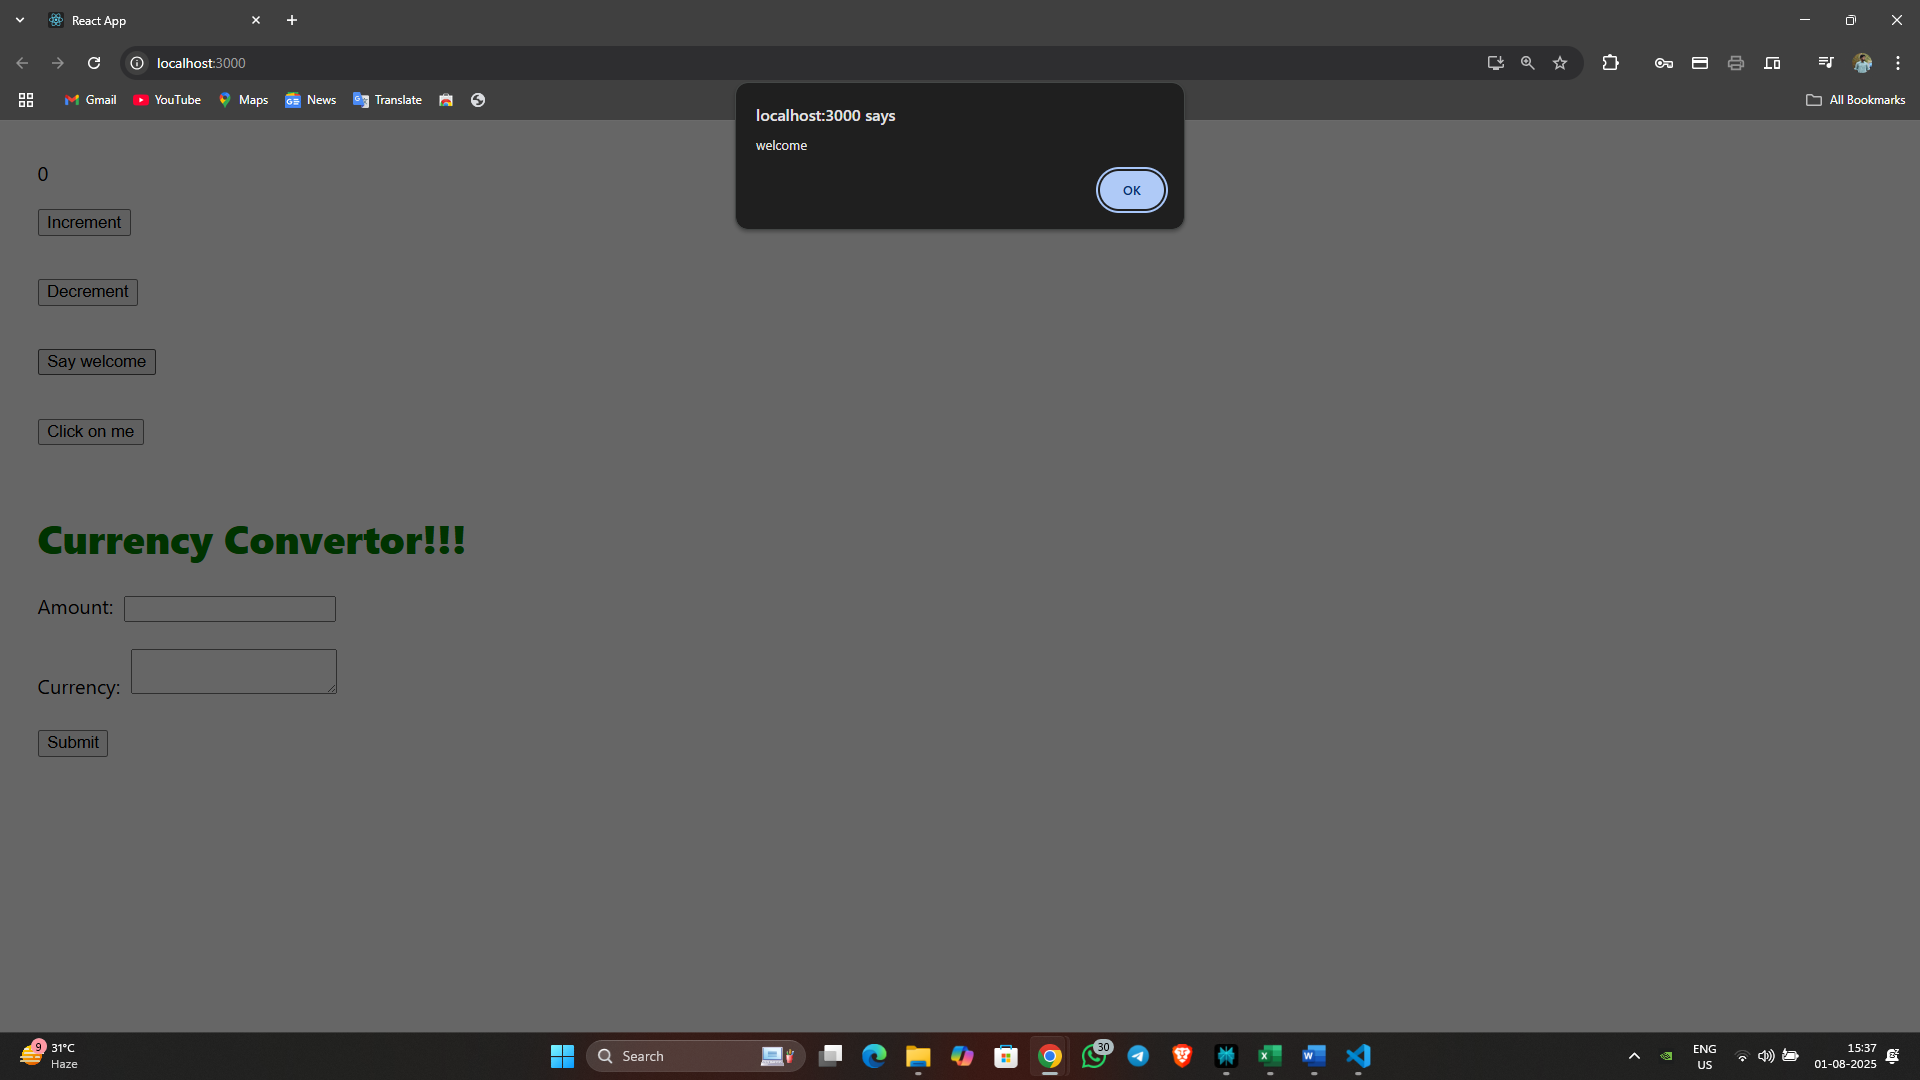 React App
localhost:3000
Gmail
YouTube
Maps
News
Translate
All Bookmarks
localhost:3000 says
welcome
OK
0
Increment
Decrement
Say welcome
Click on me
Currency Convertor!!!
Amount:
Currency:
Submit
9
31°C
Haze
Search
30
ENG
US
15:37
01-08-2025